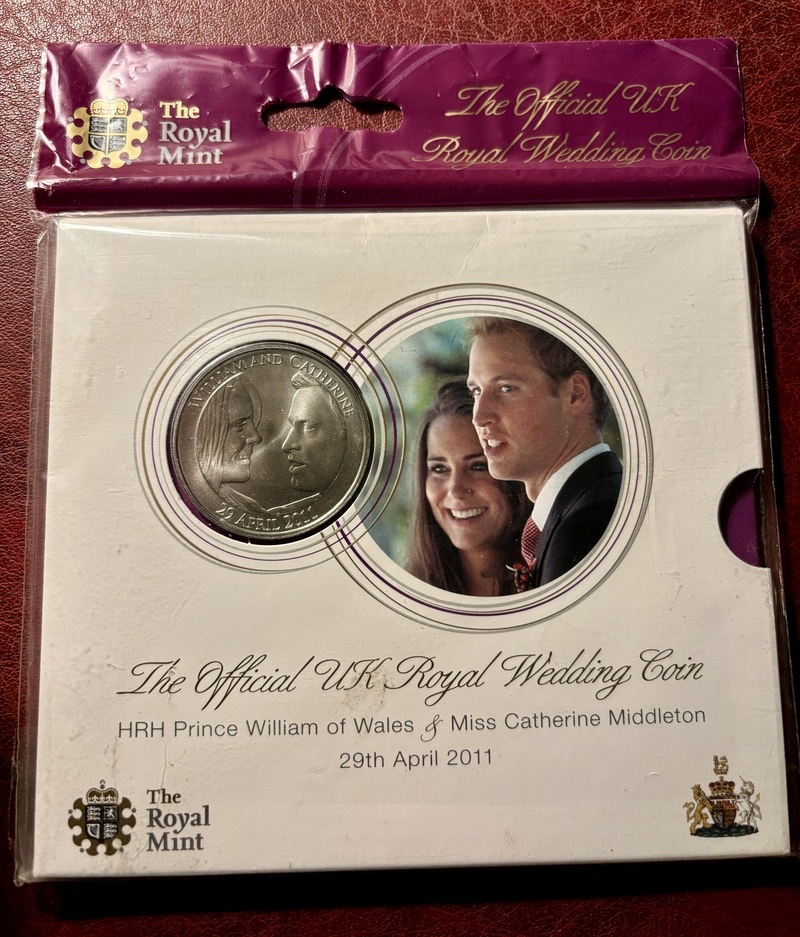 The
Royal
Mint
The Official UK
Royal Wedding Coin
WILLIAM AND CATHERINE
29 APRIL 2011
The Official UK Royal Wedding Coin
HRH Prince William of Wales & Miss Catherine Middleton
29th April 2011
The
Royal
Mint